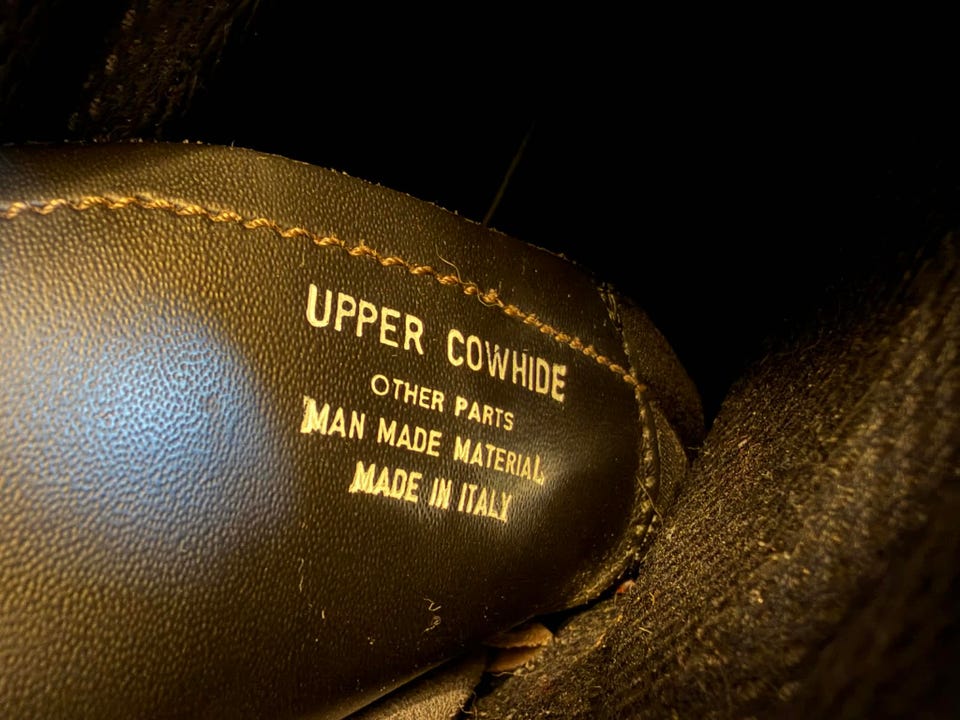 UPPER COWHIDE
OTHER PARTS
MAN MADE MATERIAL
MADE IN ITALY